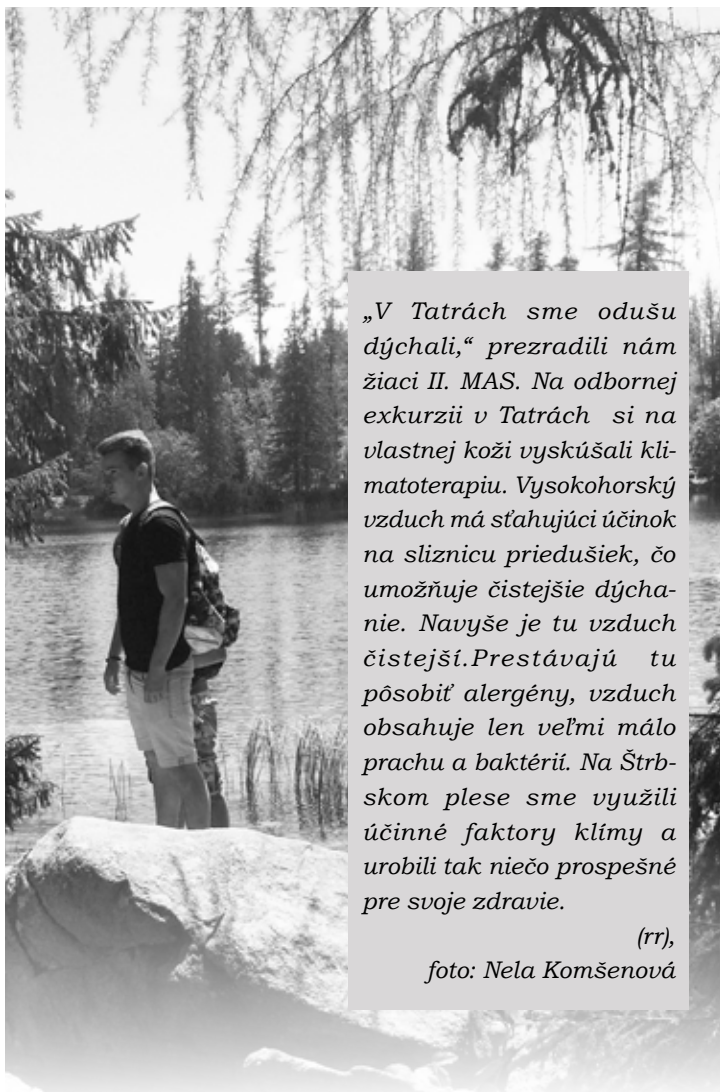 „V Tatrách sme odušu
dýchali,“ prezradili nám
žiaci II. MAS. Na odbornej
exkurzii v Tatrách  si na
vlastnej koži vyskúšali kli-
matoterapiu. Vysokohorský
vzduch má sťahujúci účinok
na sliznicu priedušiek, čo
umožňuje čistejšie dýcha-
nie. Navyše je tu vzduch
čistejší.Prestávajú tu
pôsobiť alergény, vzduch
obsahuje len veľmi málo
prachu a baktérií. Na Štrb-
skom plese sme využili
účinné faktory klímy a
urobili tak niečo prospešné
pre svoje zdravie.
(rr),
foto: Nela Komšenová